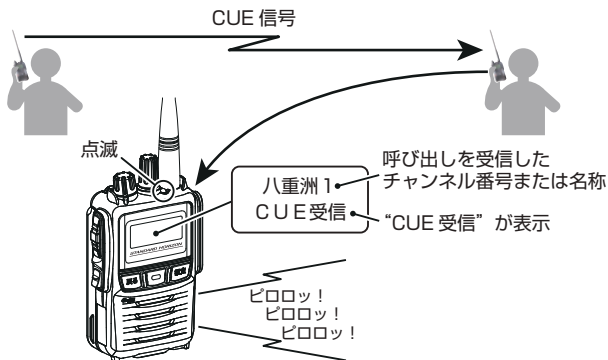 CUE 信号
点滅
八重洲1
CUE受信
呼び出しを受信した
チャンネル番号または名称
“CUE 受信”が表示
STANDARD HORIZON
ピロロッ！
ピロロッ！
ピロロッ！